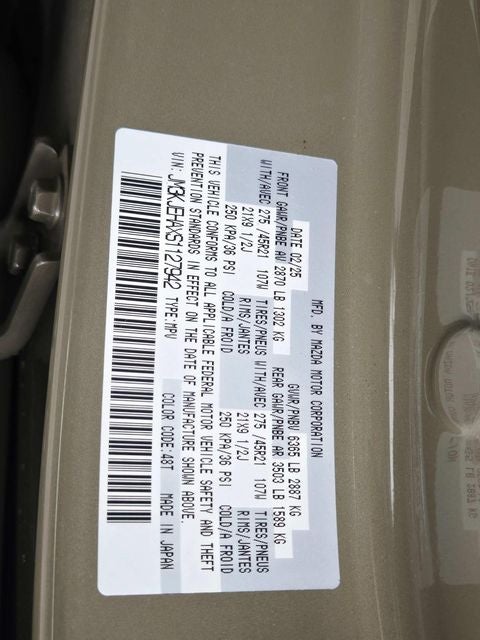 MFD. BY MAZDA MOTOR CORPORATION
DATE 02/25 GVWR/PNBV 6365 LB 2887 KG
FRONT GAWR/PNBE AV 2870 LB 1302 KG REAR GAWR/PNBE AR 3503 LB 1589 KG
WITH/AVEC 275 /45R21 107W TIRES/PNEUS WITH/AVEC 275 /45R21 107W TIRES/PNEUS
21X9 1/2J RIMS/JANTES 21X9 1/2J RIMS/JANTES
250 KPA/36 PSI COLD/A FROID 250 KPA/36 PSI COLD/A FROID
THIS VEHICLE CONFORMS TO ALL APPLICABLE FEDERAL MOTOR VEHICLE SAFETY AND THEFT
PREVENTION STANDARDS IN EFFECT ON THE DATE OF MANUFACTURE SHOWN ABOVE.
VIN: JM3KJEHAXS1127942 TYPE:MPV COLOR CODE:48T MADE IN JAPAN